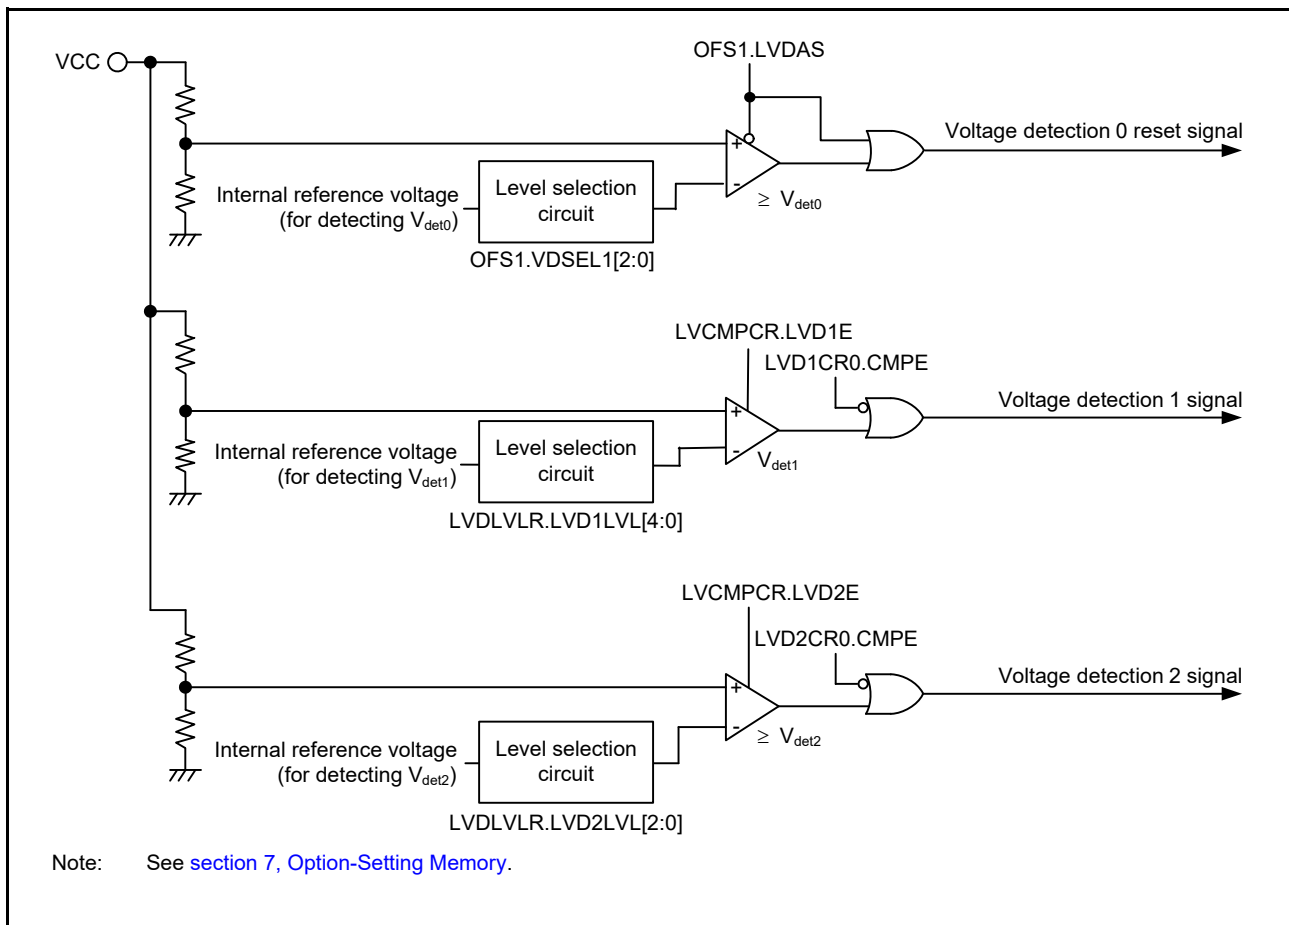 OFS1.LVDAS
VCC
+
-
≥ Vdet0
Voltage detection 0 reset signal
Internal reference voltage
(for detecting Vdet0)
Level selection
circuit
OFS1.VDSEL1[2:0]
LVCMPCR.LVD1E
LVD1CR0.CMPE
+
-
Vdet1
Voltage detection 1 signal
Internal reference voltage
(for detecting Vdet1)
Level selection
circuit
LVDLVLR.LVD1LVL[4:0]
LVCMPCR.LVD2E
LVD2CR0.CMPE
+
-
≥ Vdet2
Voltage detection 2 signal
Internal reference voltage
(for detecting Vdet2)
Level selection
circuit
LVDLVLR.LVD2LVL[2:0]
Note: See section 7, Option-Setting Memory.